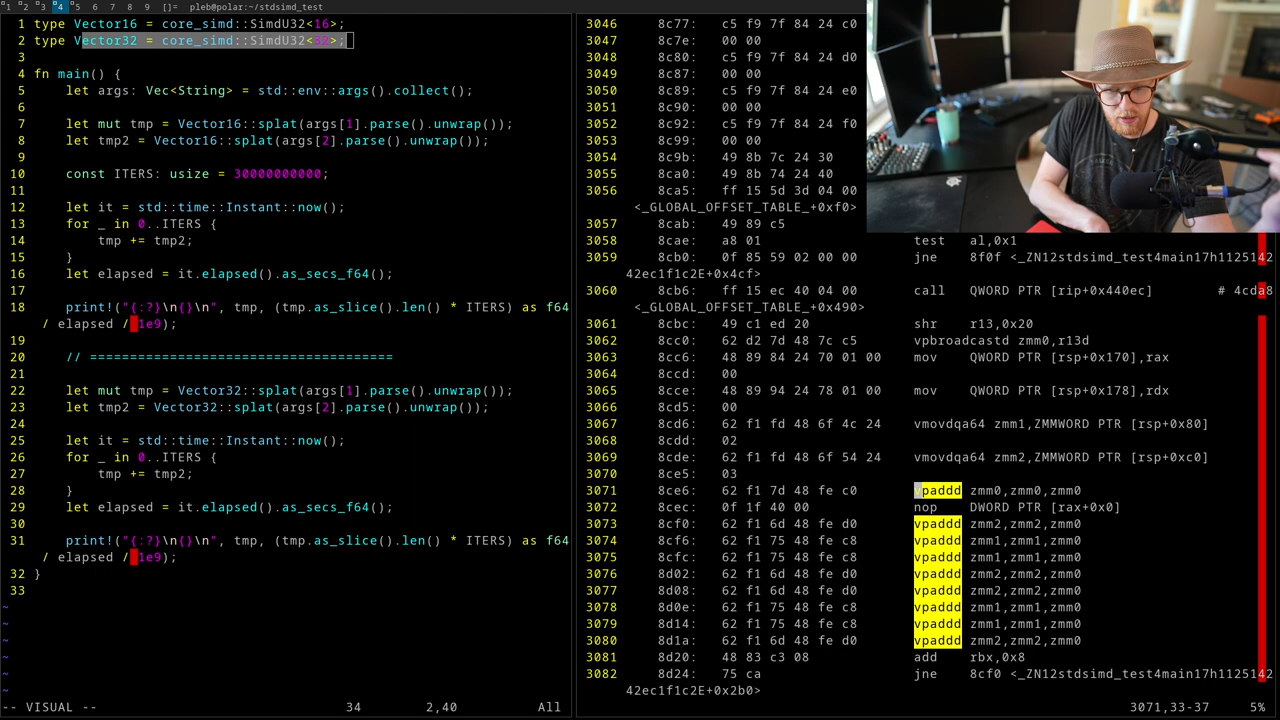 1 2 3 4 5 6 7 8 9 []= pleb@polar:~/stdsimd_test
1 type Vector16 = core_simd::SimdU32<16>;
2 type Vector32 = core_simd::SimdU32<32>;
3
4 fn main() {
5 let args: Vec<String> = std::env::args().collect();
6
7 let mut tmp = Vector16::splat(args[1].parse().unwrap());
8 let tmp2 = Vector16::splat(args[2].parse().unwrap());
9
10 const ITERS: usize = 30000000000;
11
12 let it = std::time::Instant::now();
13 for _ in 0..ITERS {
14 tmp += tmp2;
15 }
16 let elapsed = it.elapsed().as_secs_f64();
17
18 print!("{:?}\n{}\n", tmp, (tmp.as_slice().len() * ITERS) as f64
/ elapsed / 1e9);
19
20 // ======================================
21
22 let mut tmp = Vector32::splat(args[1].parse().unwrap());
23 let tmp2 = Vector32::splat(args[2].parse().unwrap());
24
25 let it = std::time::Instant::now();
26 for _ in 0..ITERS {
27 tmp += tmp2;
28 }
29 let elapsed = it.elapsed().as_secs_f64();
30
31 print!("{:?}\n{}\n", tmp, (tmp.as_slice().len() * ITERS) as f64
/ elapsed / 1e9);
32 }
33
~
~
~
~
~
~
-- VISUAL -- 34 2,40 All
3046 8c77: c5 f9 7f 84 24 c0
3047 8c7e: 00 00
3048 8c80: c5 f9 7f 84 24 d0
3049 8c87: 00 00
3050 8c89: c5 f9 7f 84 24 e0
3051 8c90: 00 00
3052 8c92: c5 f9 7f 84 24 f0
3053 8c99: 00 00
3054 8c9b: 49 8b 7c 24 30
3055 8ca0: 49 8b 74 24 40
3056 8ca5: ff 15 5d 3d 04 00
<_GLOBAL_OFFSET_TABLE_+0xf0>
3057 8cab: 49 89 c5
3058 8cae: a8 01 test al,0x1
3059 8cb0: 0f 85 59 02 00 00 jne 8f0f <_ZN12stdsimd_test4main17h1125142
42ec1f1c2E+0x4cf>
3060 8cb6: ff 15 ec 40 04 00 call QWORD PTR [rip+0x440ec] # 4cda8
<_GLOBAL_OFFSET_TABLE_+0x490>
3061 8cbc: 49 c1 ed 20 shr r13,0x20
3062 8cc0: 62 d2 7d 48 7c c5 vpbroadcastd zmm0,r13d
3063 8cc6: 48 89 84 24 70 01 00 mov QWORD PTR [rsp+0x170],rax
3064 8ccd: 00
3065 8cce: 48 89 94 24 78 01 00 mov QWORD PTR [rsp+0x178],rdx
3066 8cd5: 00
3067 8cd6: 62 f1 fd 48 6f 4c 24 vmovdqa64 zmm1,ZMMWORD PTR [rsp+0x80]
3068 8cdd: 02
3069 8cde: 62 f1 fd 48 6f 54 24 vmovdqa64 zmm2,ZMMWORD PTR [rsp+0xc0]
3070 8ce5: 03
3071 8ce6: 62 f1 7d 48 fe c0 vpaddd zmm0,zmm0,zmm0
3072 8cec: 0f 1f 40 00 nop DWORD PTR [rax+0x0]
3073 8cf0: 62 f1 6d 48 fe d0 vpaddd zmm2,zmm2,zmm0
3074 8cf6: 62 f1 75 48 fe c8 vpaddd zmm1,zmm1,zmm0
3075 8cfc: 62 f1 75 48 fe c8 vpaddd zmm1,zmm1,zmm0
3076 8d02: 62 f1 6d 48 fe d0 vpaddd zmm2,zmm2,zmm0
3077 8d08: 62 f1 6d 48 fe d0 vpaddd zmm2,zmm2,zmm0
3078 8d0e: 62 f1 75 48 fe c8 vpaddd zmm1,zmm1,zmm0
3079 8d14: 62 f1 75 48 fe c8 vpaddd zmm1,zmm1,zmm0
3080 8d1a: 62 f1 6d 48 fe d0 vpaddd zmm2,zmm2,zmm0
3081 8d20: 48 83 c3 08 add rbx,0x8
3082 8d24: 75 ca jne 8cf0 <_ZN12stdsimd_test4main17h1125142
42ec1f1c2E+0x2b0>
3071,33-37 5%